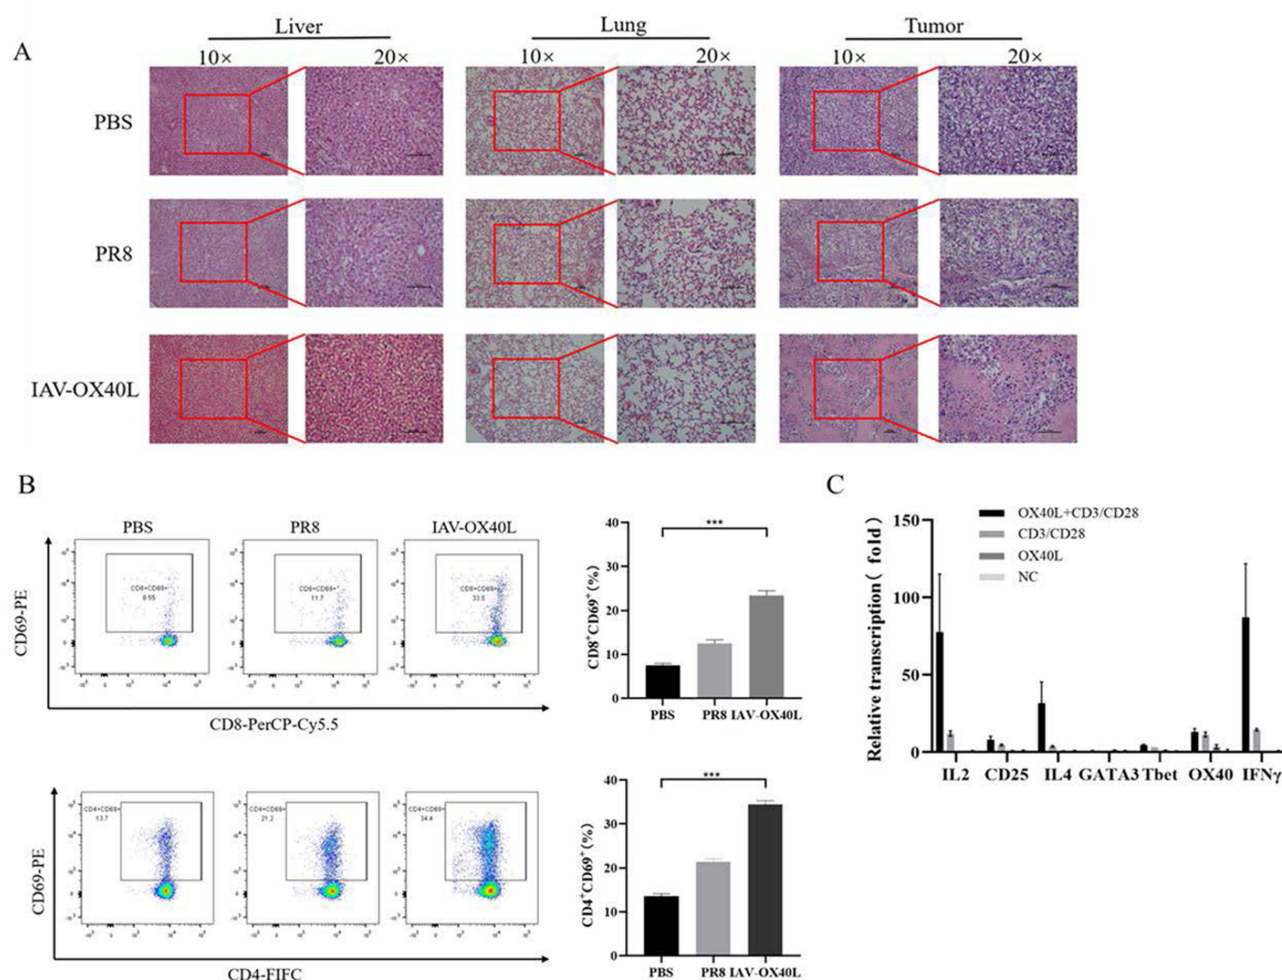 A
Liver
Lung
Tumor
10×
20×
10×
20×
10×
20×
PBS
PR8
IAV-OX40L
B
PBS
PR8
IAV-OX40L
CD69-PE
CD8+CD69+
CD8+CD69+
11.7
CD8+CD69+
33.5
CD8-PerCP-Cy5.5
CD8⁺CD69⁺(%)
40
30
20
10
0
***
PBS
PR8
IAV-OX40L
CD69-PE
CD4+CD69+
13.7
CD4+CD69+
21.2
CD4+CD69+
34.4
CD4-FIFC
CD4⁺CD69⁺(%)
40
30
20
10
0
***
PBS
PR8
IAV-OX40L
C
Relative transcription( fold)
150
100
50
0
OX40L+CD3/CD28
CD3/CD28
OX40L
NC
IL2
CD25
IL4
GATA3
Tbet
OX40
IFNγ